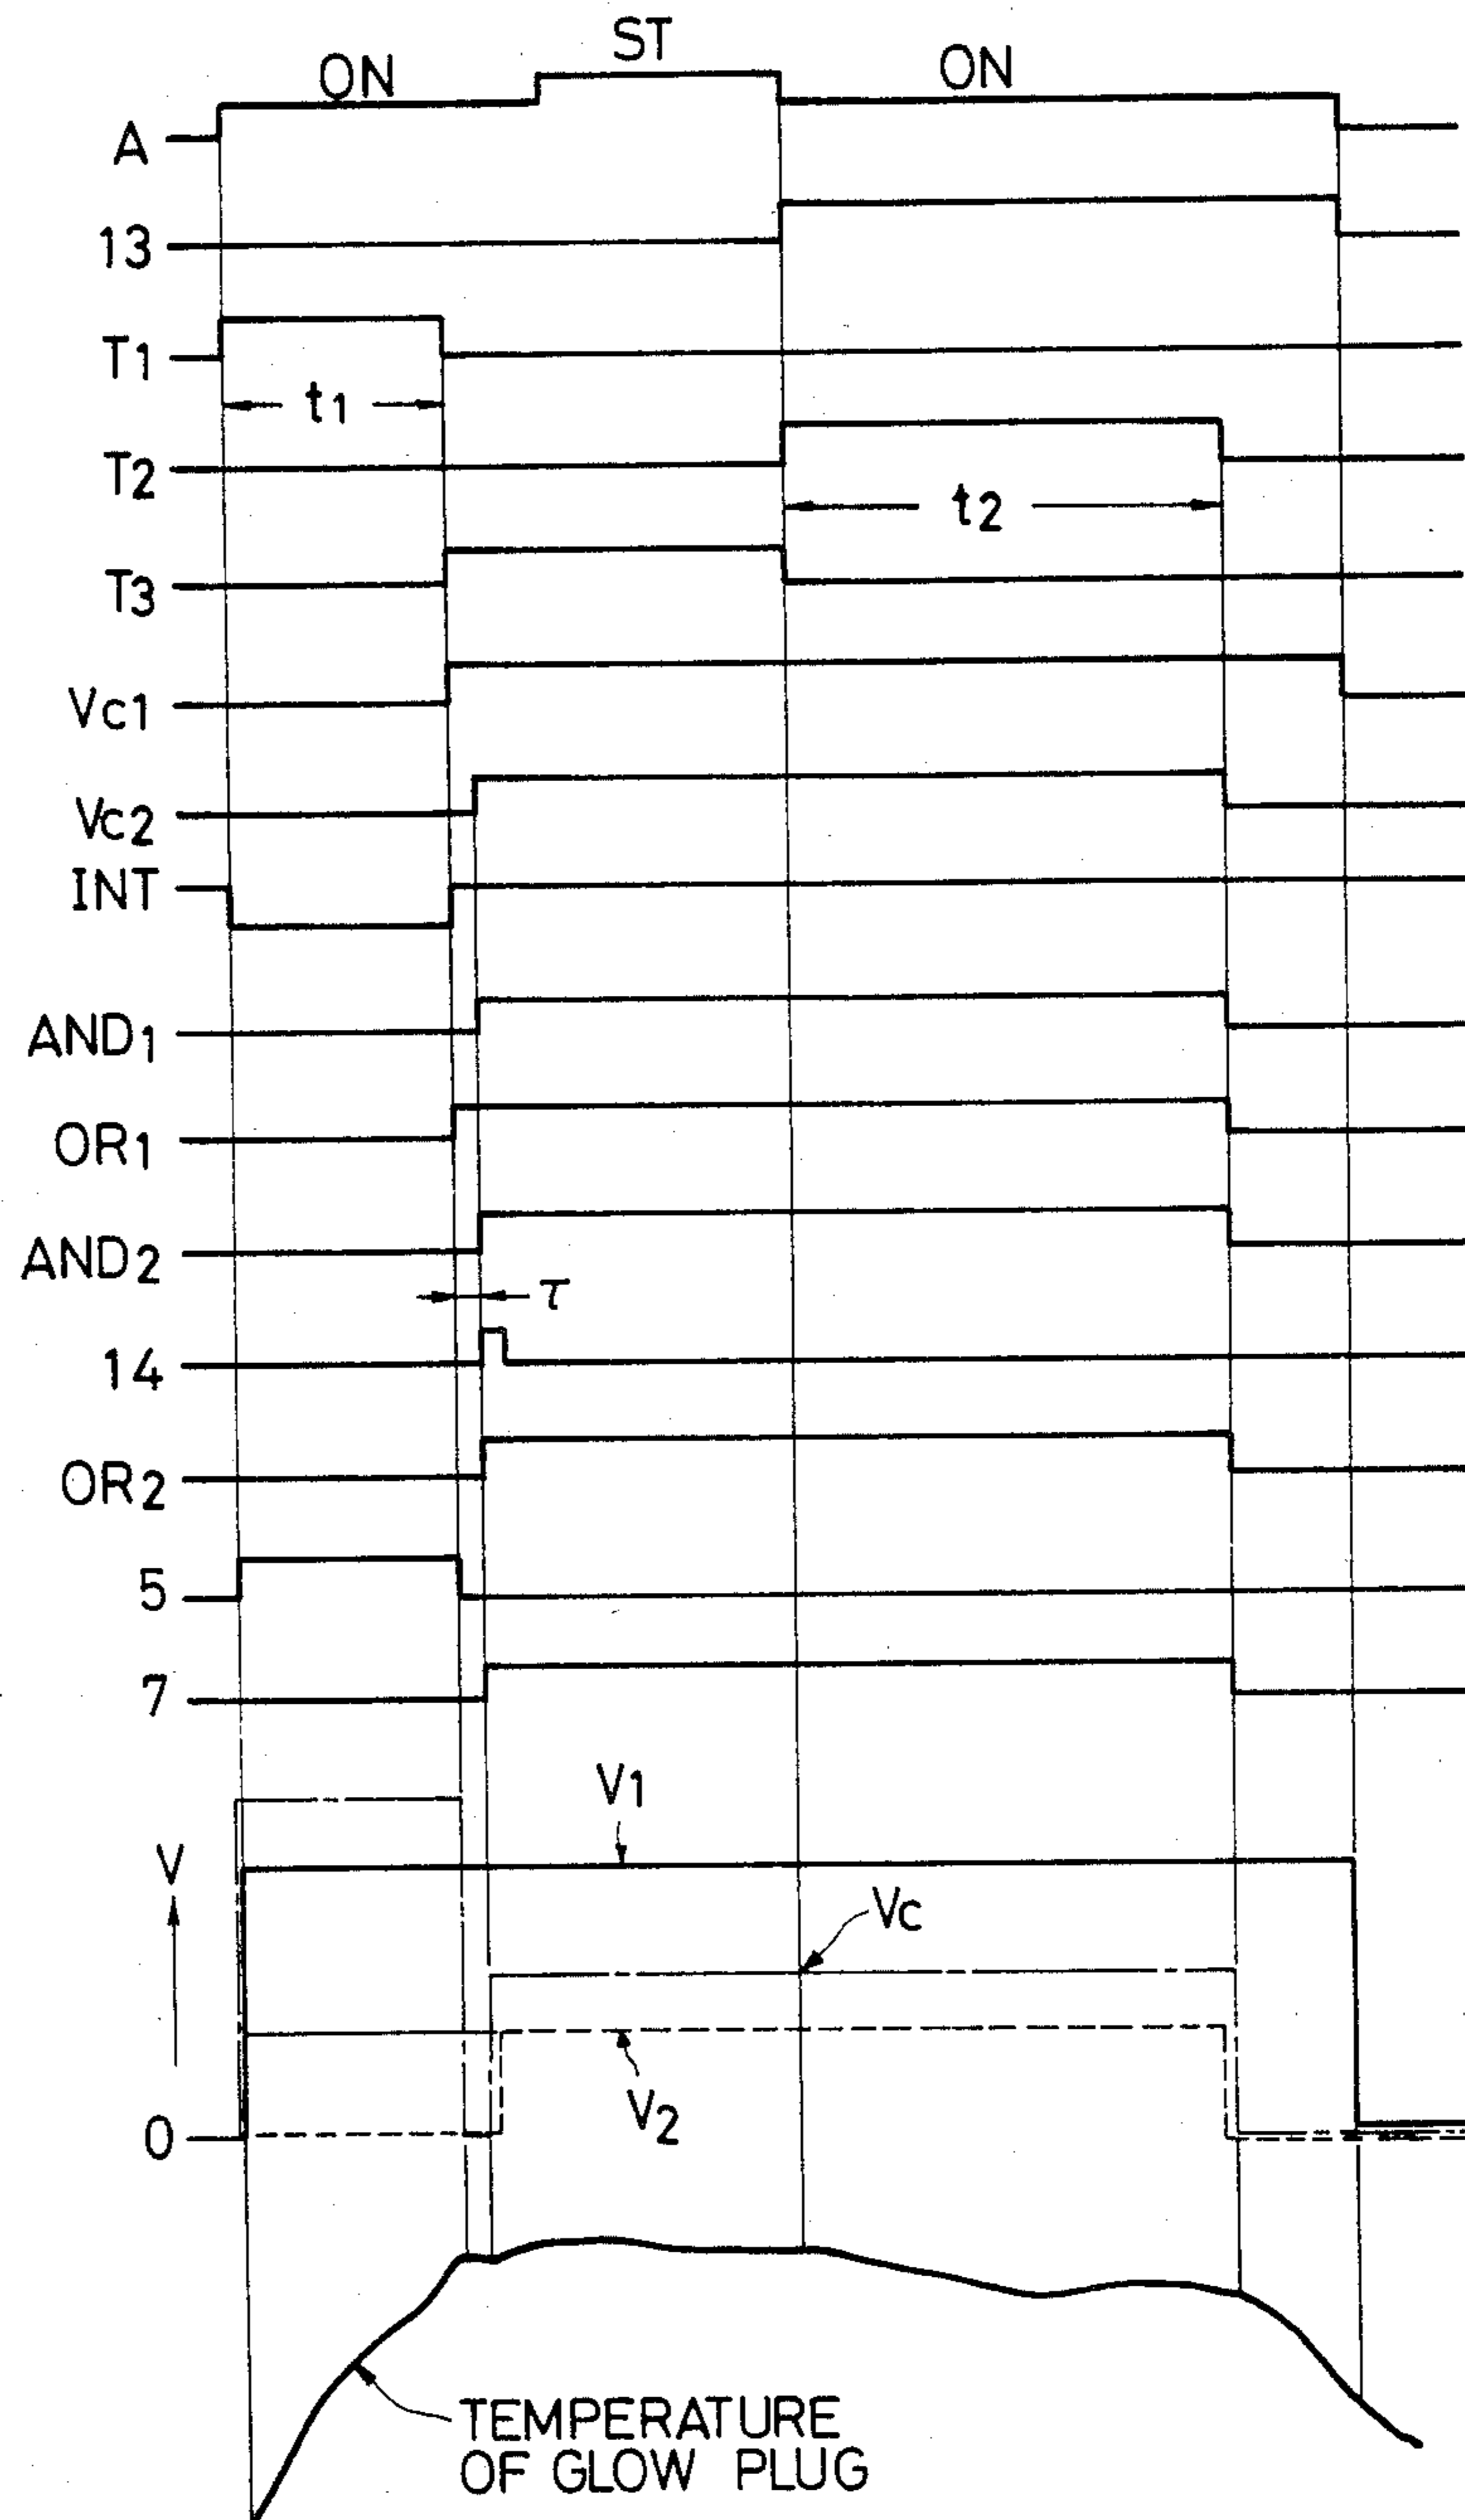 ST
ON
ON
A
13
T1
t1
T2
t2
T3
Vc1
Vc2
INT
AND1
OR1
AND2
τ
14
OR2
5
7
V1
V
Vc
V2
0
TEMPERATURE
OF GLOW PLUG